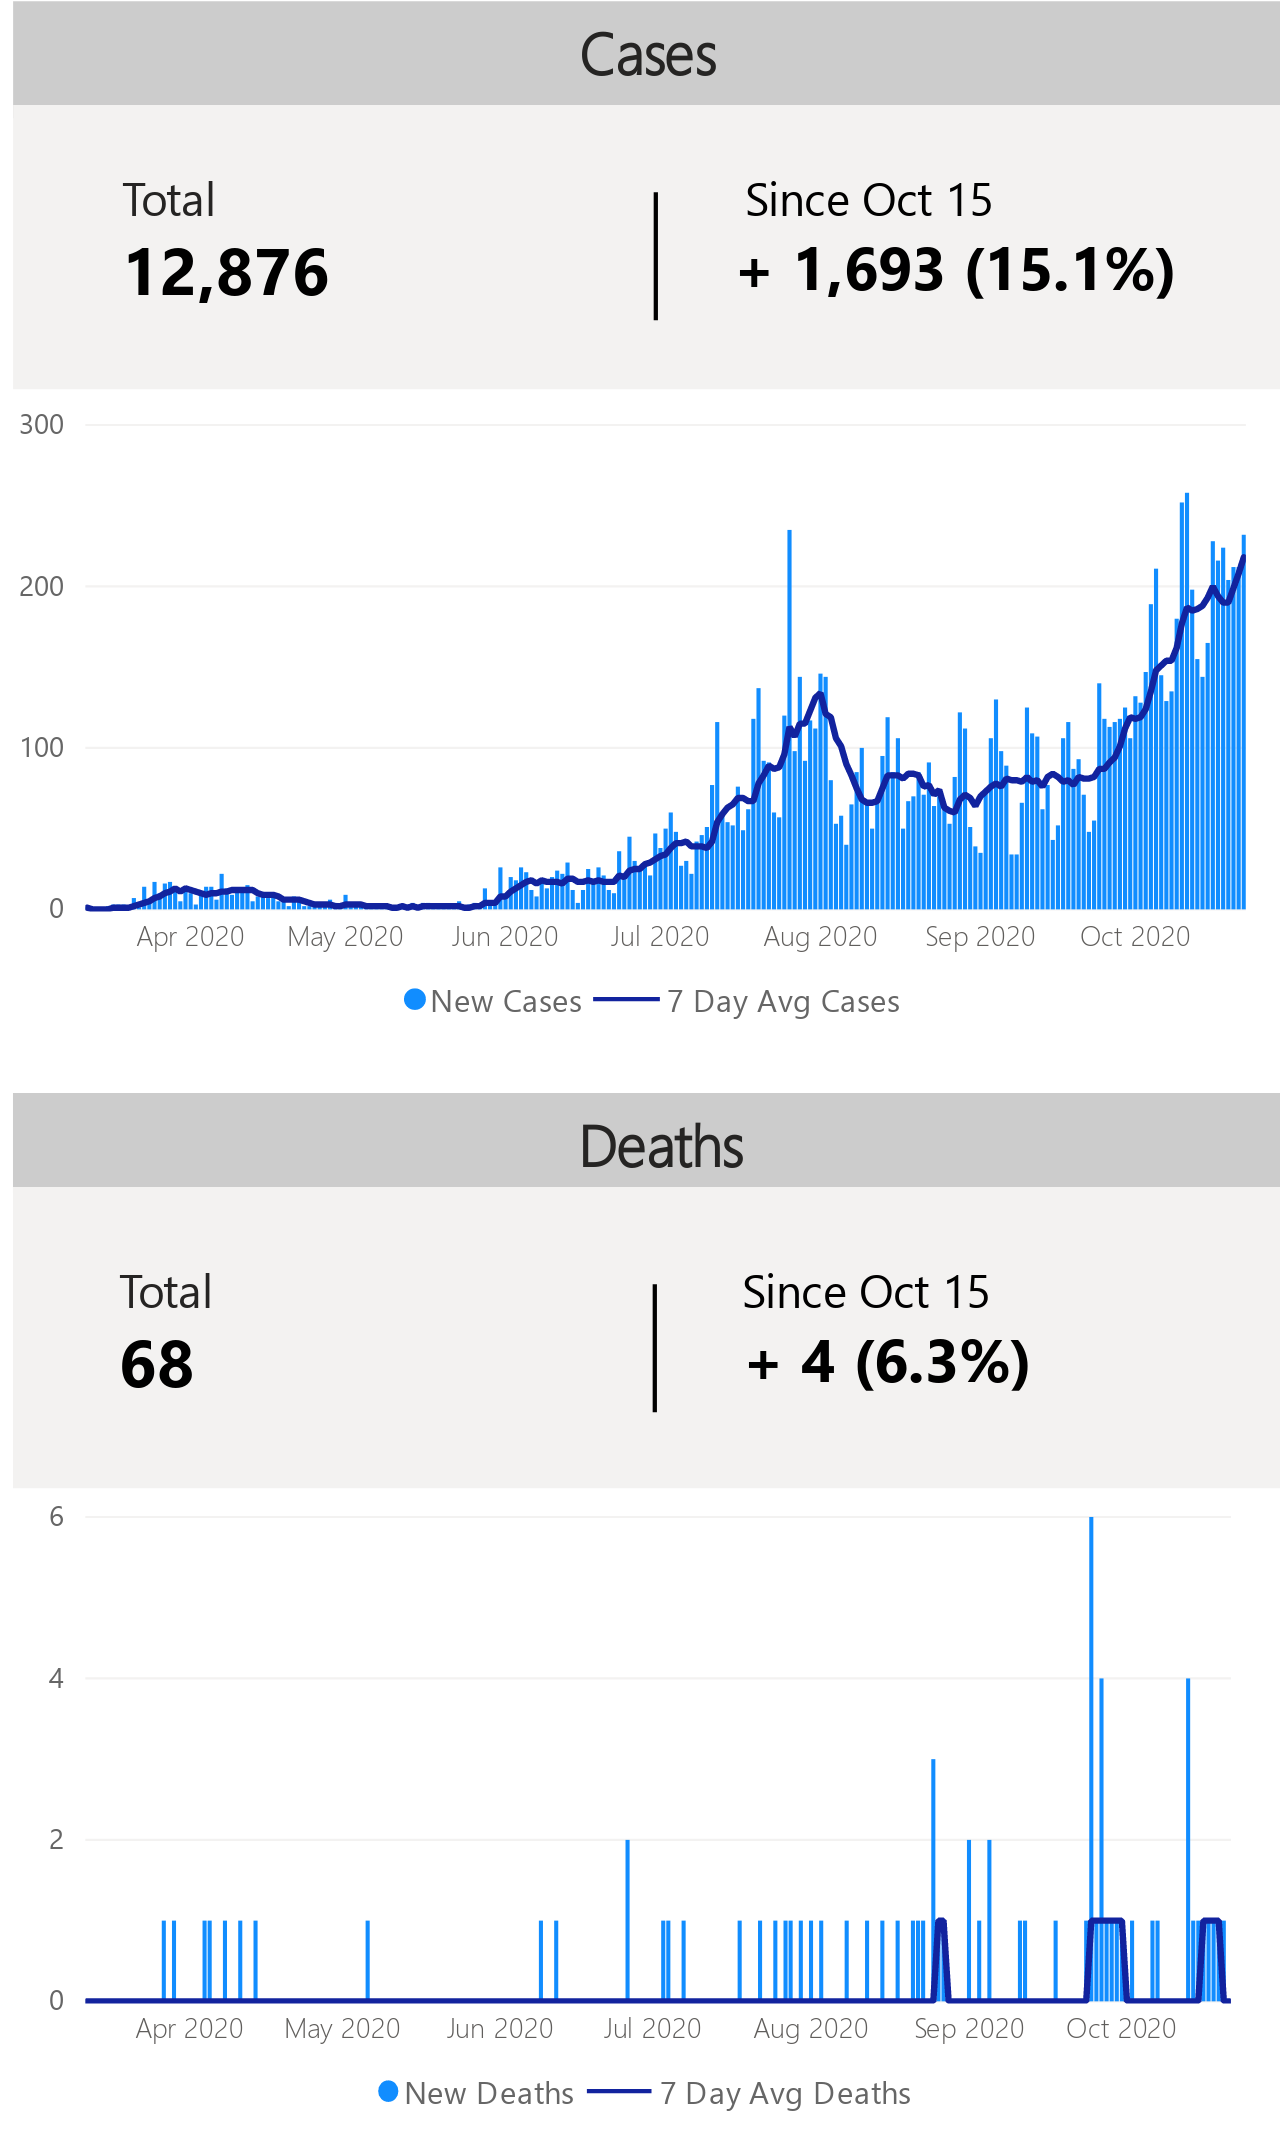 Cases
Total
Since Oct 15
12,876
+ 1,693 (15.1%)
300
200
100
0
Apr 2020 May 2020 Jun 2020 Jul 2020 Aug 2020 Sep 2020 Oct 2020
New Cases 7 Day Avg Cases
Deaths
Total
Since Oct 15
68
+ 4 (6.3%)
6
4
2
0
Apr 2020 May 2020 Jun 2020 Jul 2020 Aug 2020 Sep 2020 Oct 2020
New Deaths 7 Day Avg Deaths